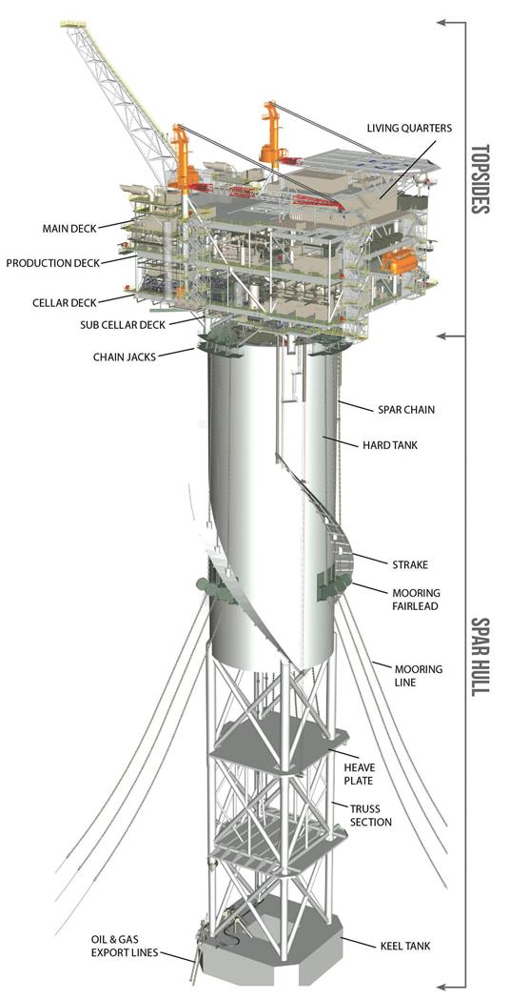 LIVING QUARTERS
TOPSIDES
MAIN DECK
PRODUCTION DECK
CELLAR DECK
SUB CELLAR DECK
CHAIN JACKS
SPAR CHAIN
HARD TANK
STRAKE
MOORING
FAIRLEAD
SPAR HULL
MOORING
LINE
HEAVE
PLATE
TRUSS
SECTION
OIL & GAS
EXPORT LINES
KEEL TANK